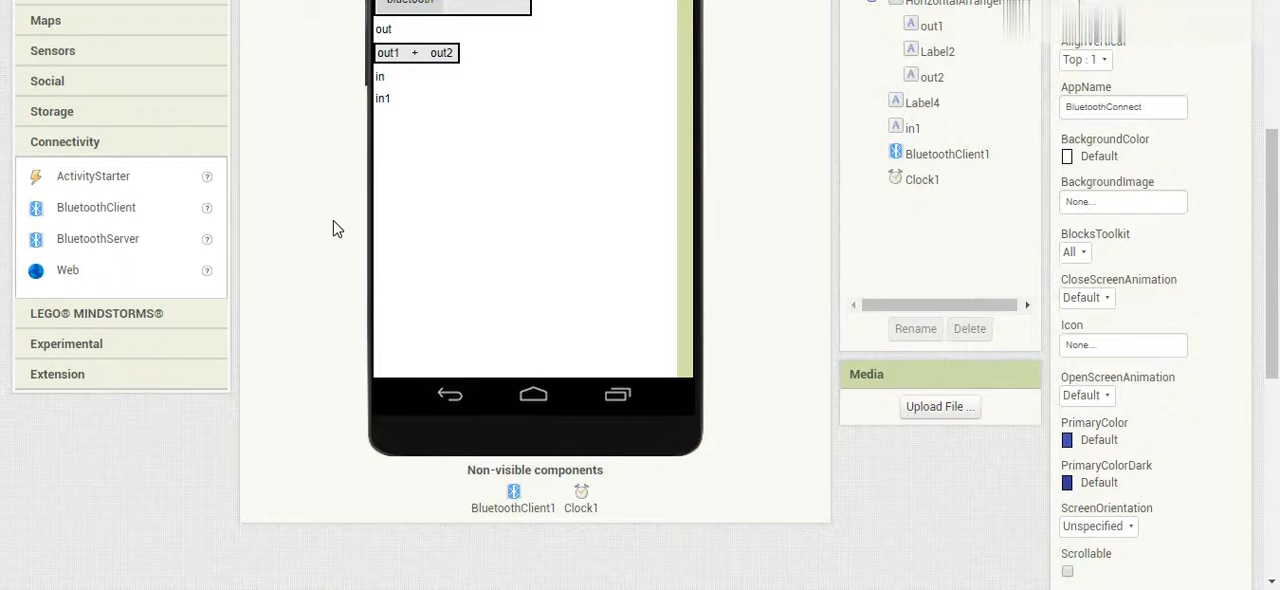 Maps
Sensors
Social
Storage
Connectivity
ActivityStarter
?
BluetoothClient
?
BluetoothServer
?
Web
?
LEGO® MINDSTORMS®
Experimental
Extension
bluetooth
out
out1 + out2
in
in1
Non-visible components
BluetoothClient1 Clock1
HorizontalArrangem
A out1
A Label2
A out2
A Label4
A in1
BluetoothClient1
Clock1
Rename Delete
Media
Upload File ...
AlignVertical
Top : 1
AppName
BluetoothConnect
BackgroundColor
Default
BackgroundImage
None...
BlocksToolkit
All
CloseScreenAnimation
Default
Icon
None...
OpenScreenAnimation
Default
PrimaryColor
Default
PrimaryColorDark
Default
ScreenOrientation
Unspecified
Scrollable